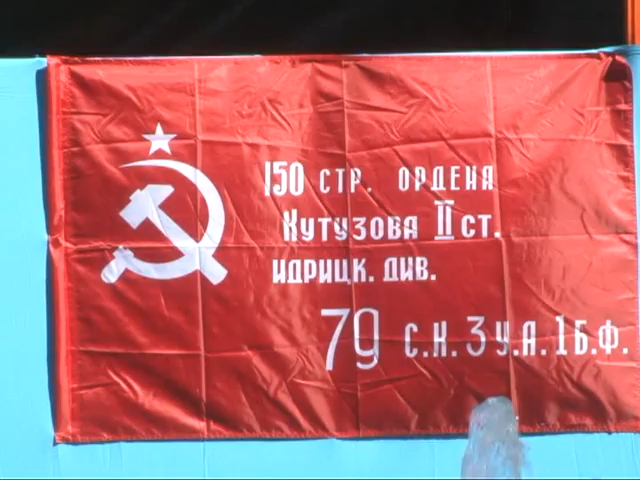 150 СТР. ОРДЕНА
КУТУЗОВА II СТ.
ИДРИЦК. ДИВ.
79 С.К. 3 У.А. 1 Б.Ф.